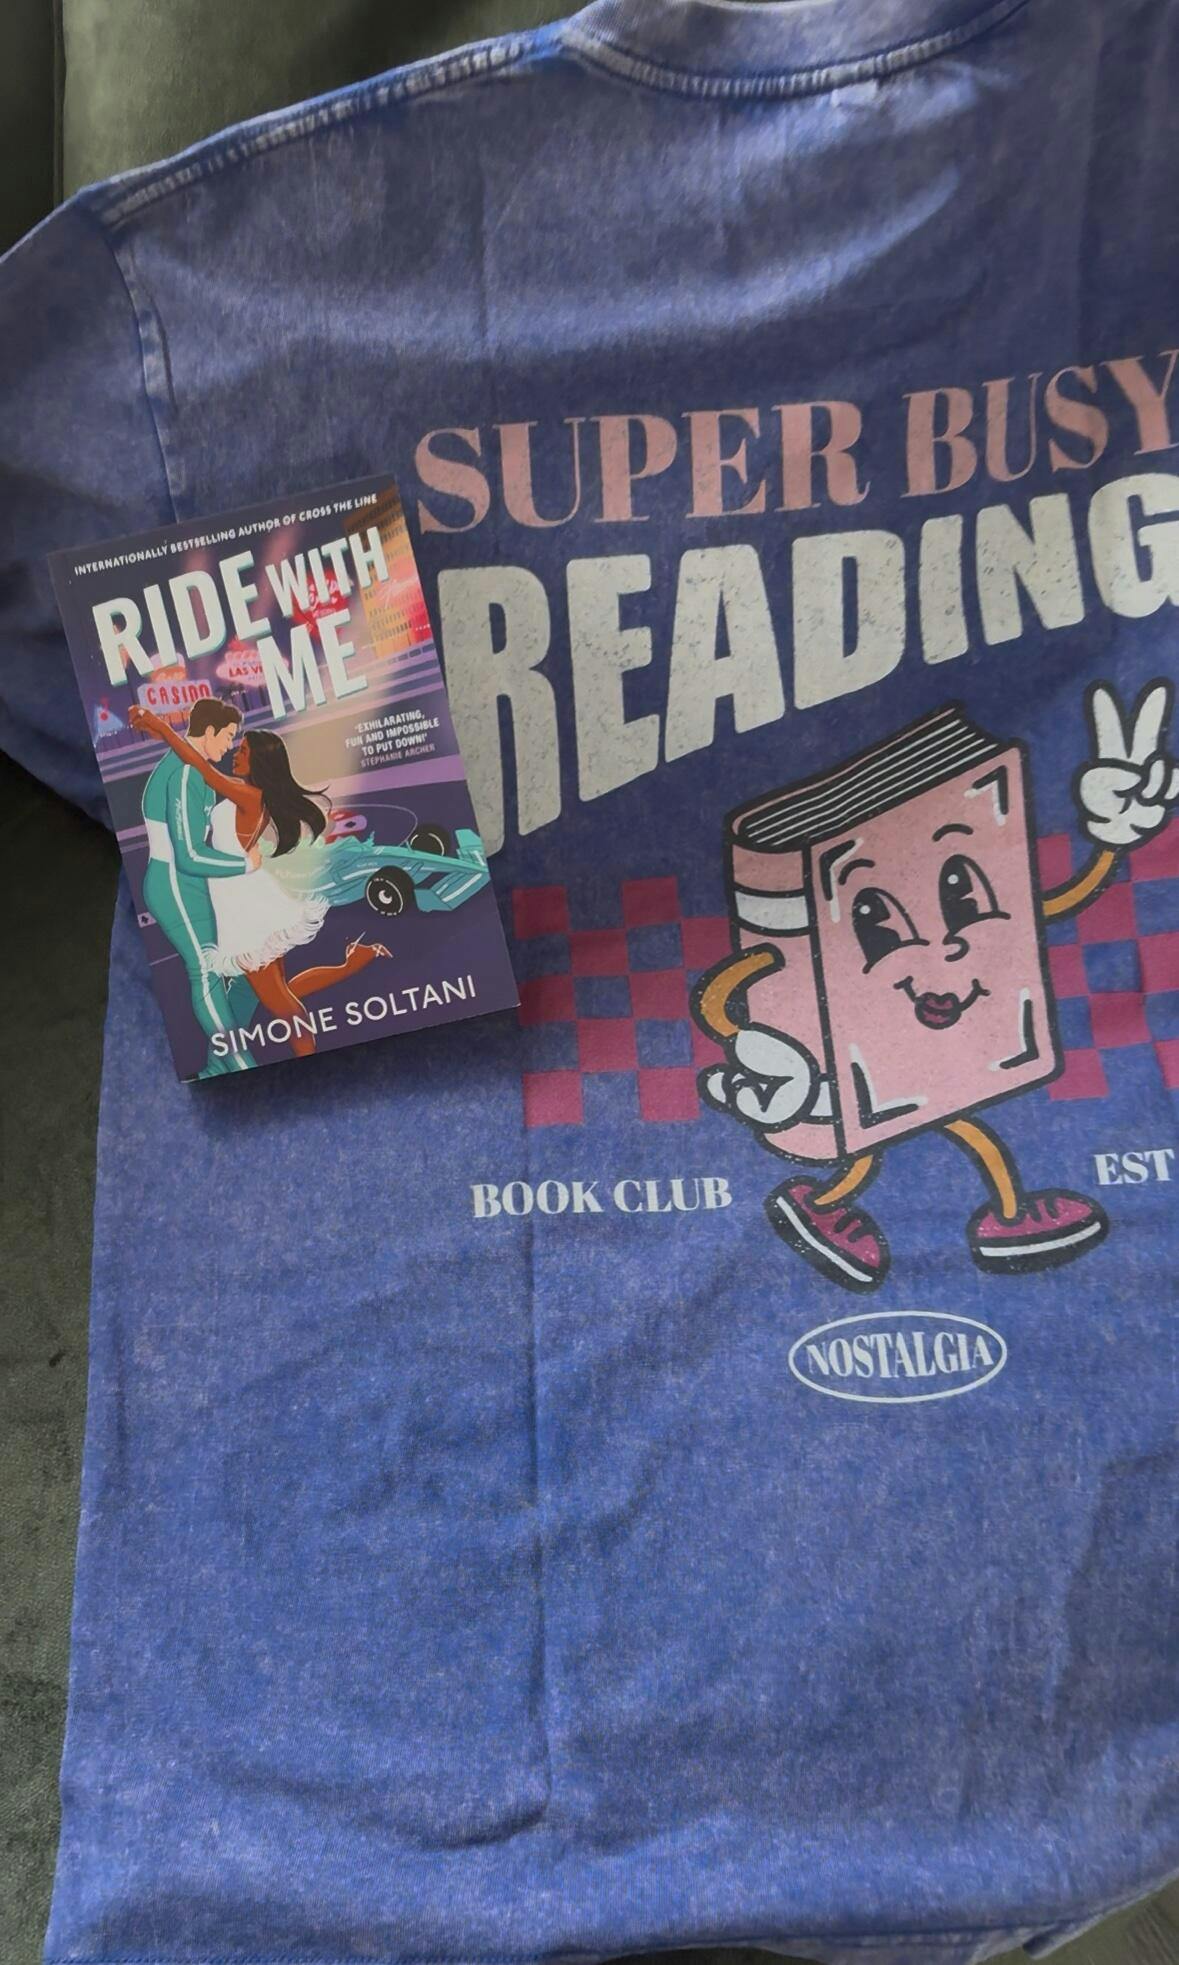 INTERNATIONALLY BESTSELLING AUTHOR OF CROSS THE LINE
RIDE WITH
ME
CASINO
LAS
'EXHILARATING,
FUN AND IMPOSSIBLE
TO PUT DOWN!'
STEPHANIE ARCHER
SIMONE SOLTANI
SUPER BUSY
READING
BOOK CLUB
EST
NOSTALGIA